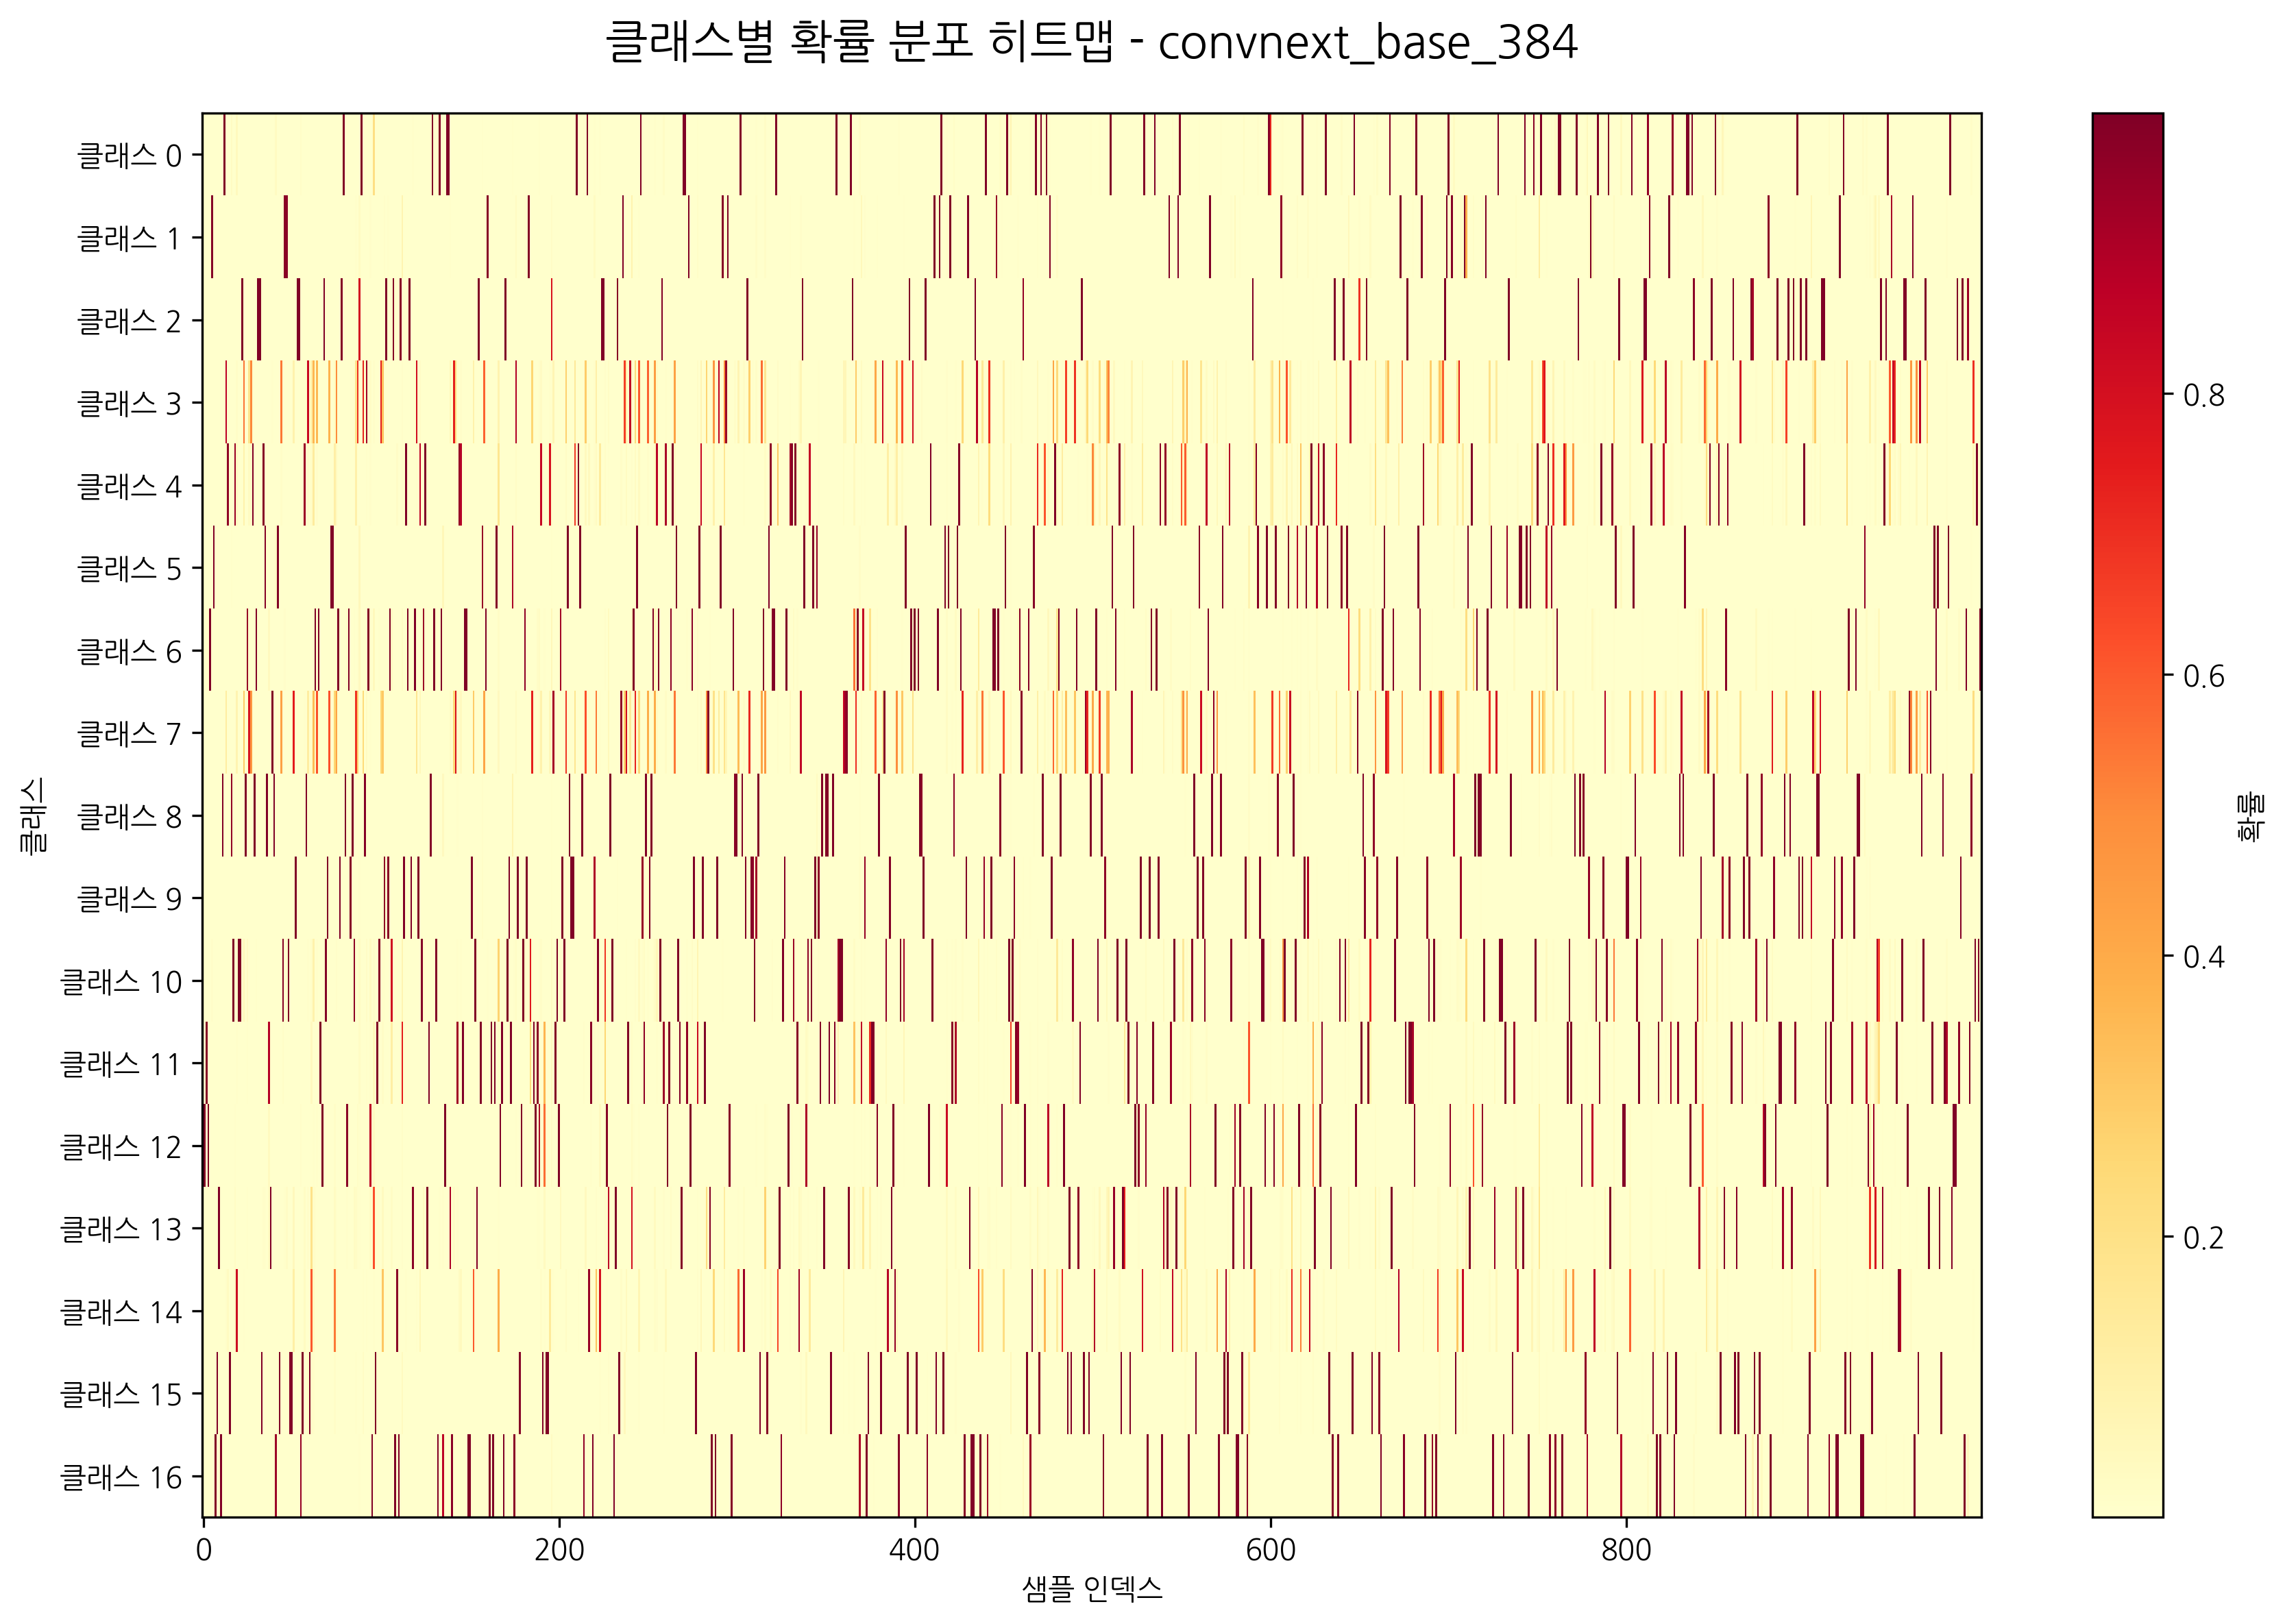 클래스별 확률 분포 히트맵 - convnext_base_384
클래스
클래스 0
클래스 1
클래스 2
클래스 3
클래스 4
클래스 5
클래스 6
클래스 7
클래스 8
클래스 9
클래스 10
클래스 11
클래스 12
클래스 13
클래스 14
클래스 15
클래스 16
0 200 400 600 800
샘플 인덱스
0.8
0.6
0.4
0.2
확률